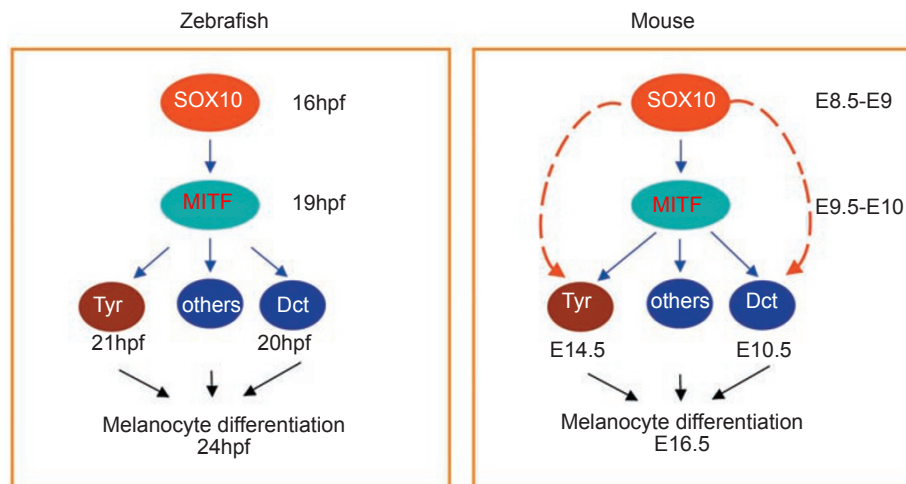 Zebrafish
SOX10
16hpf
MITF
19hpf
Tyr
others
Dct
21hpf
20hpf
Melanocyte differentiation
24hpf
Mouse
SOX10
E8.5-E9
MITF
E9.5-E10
Tyr
others
Dct
E14.5
E10.5
Melanocyte differentiation
E16.5